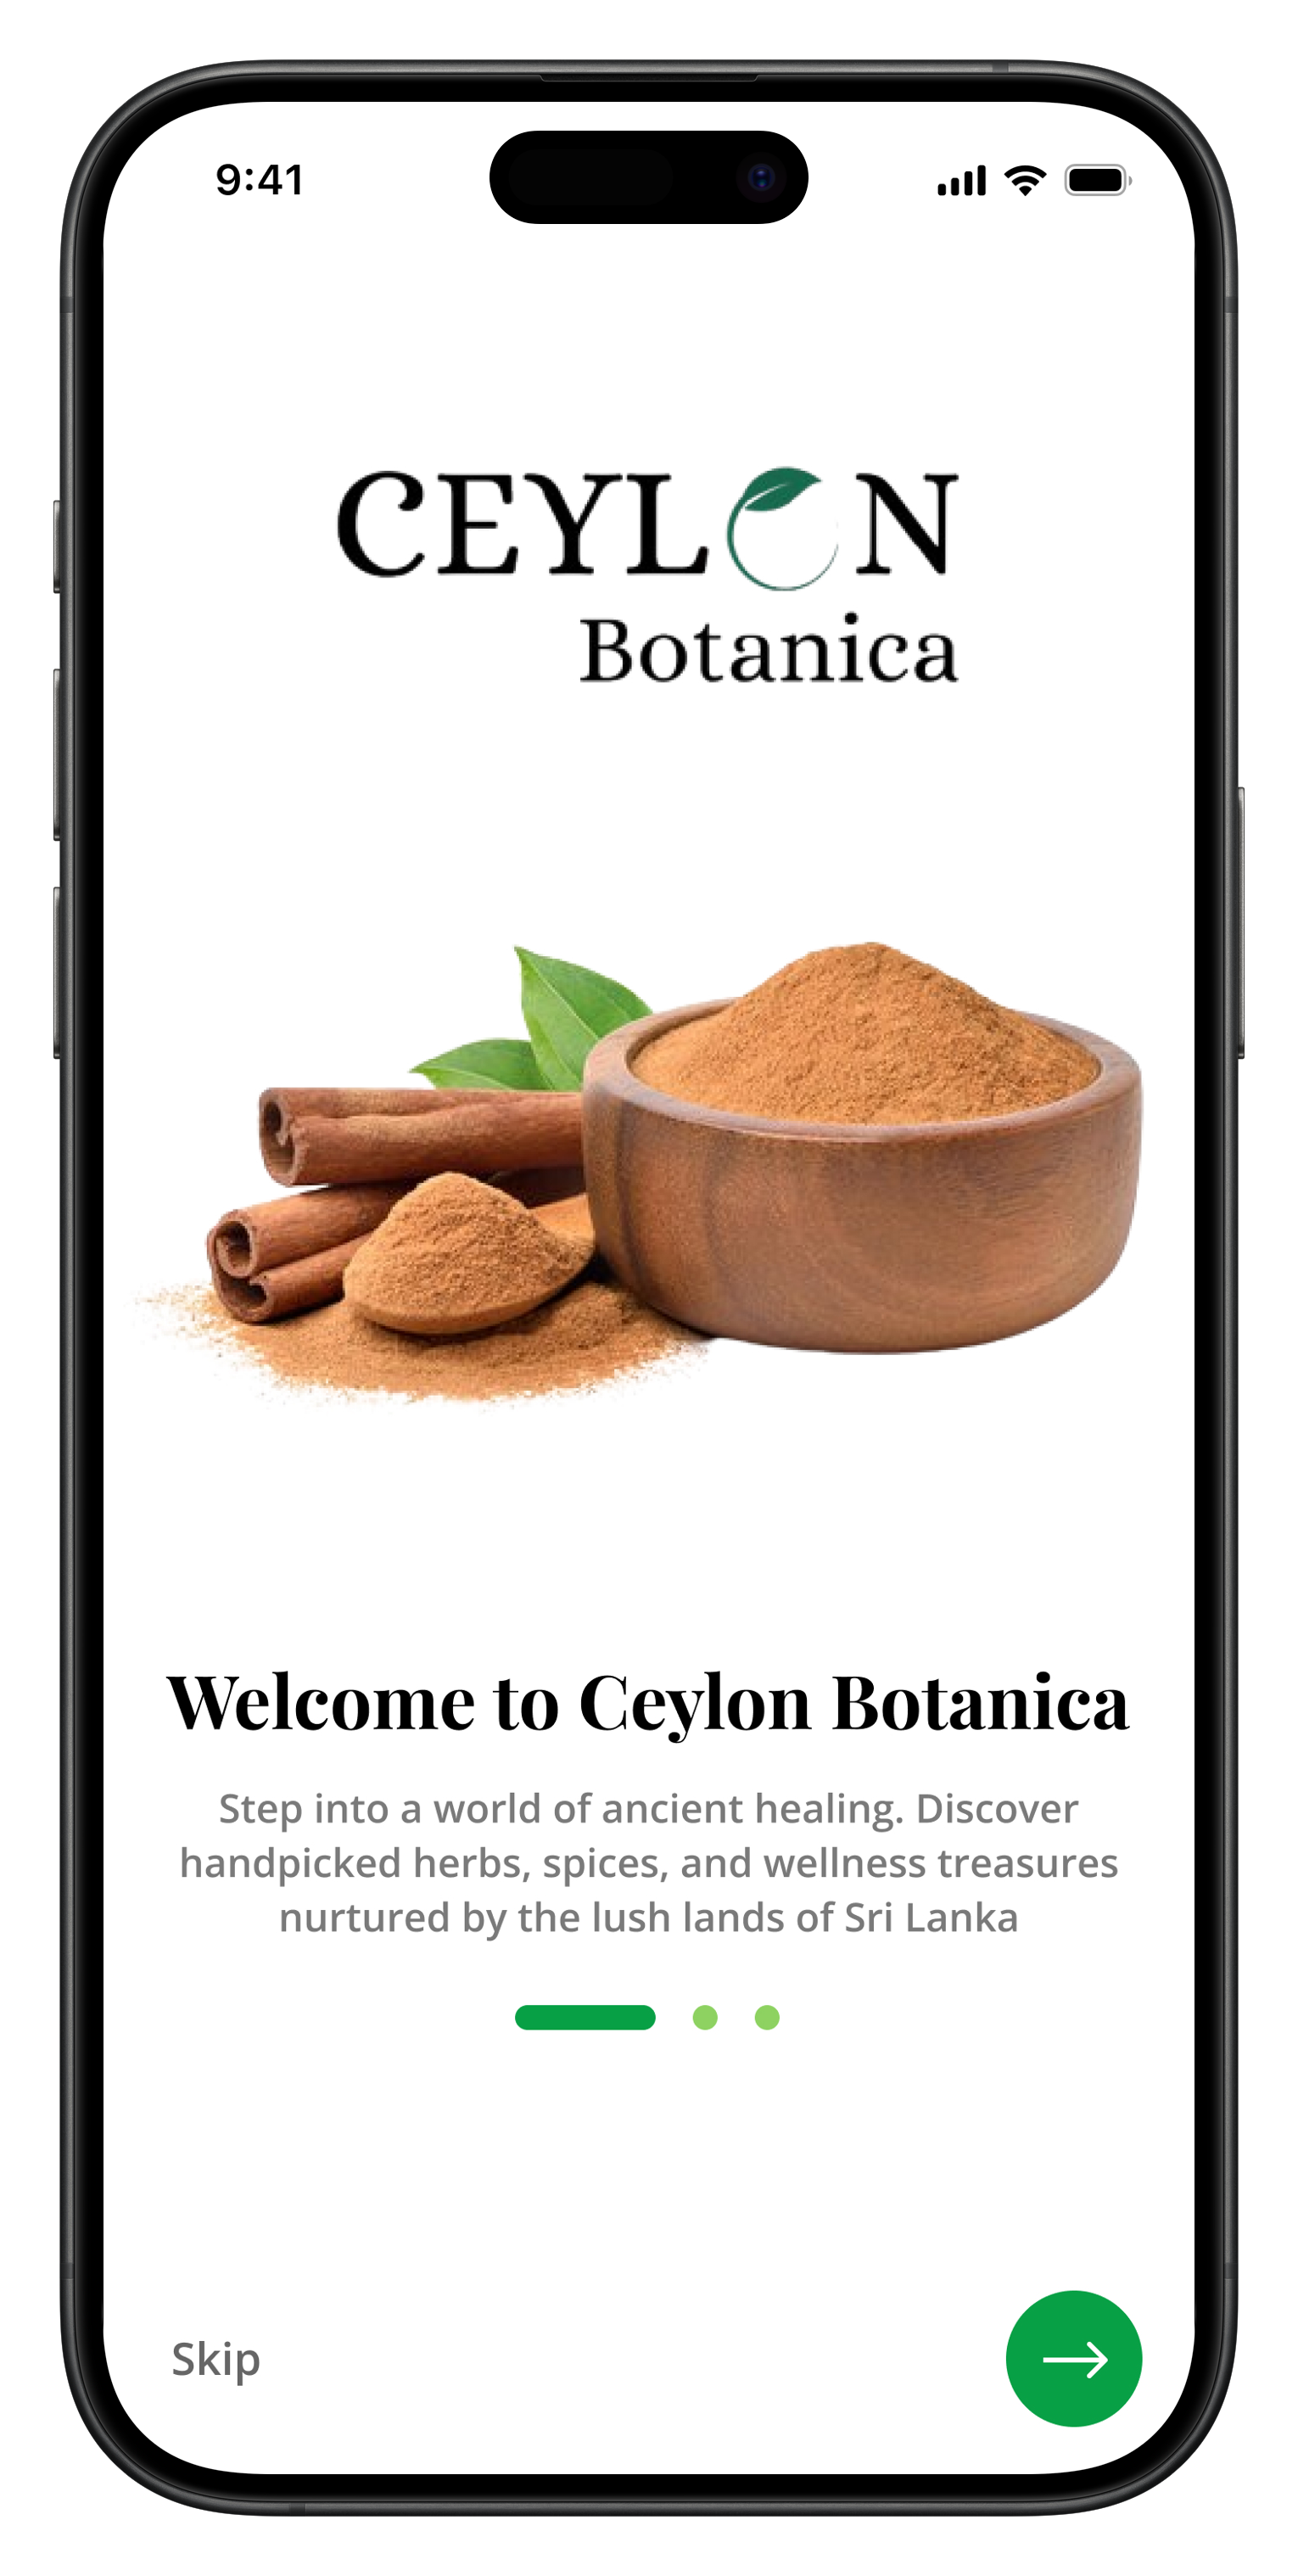 9:41
CEYLON
Botanica
Welcome to Ceylon Botanica
Step into a world of ancient healing. Discover
handpicked herbs, spices, and wellness treasures
nurtured by the lush lands of Sri Lanka
Skip